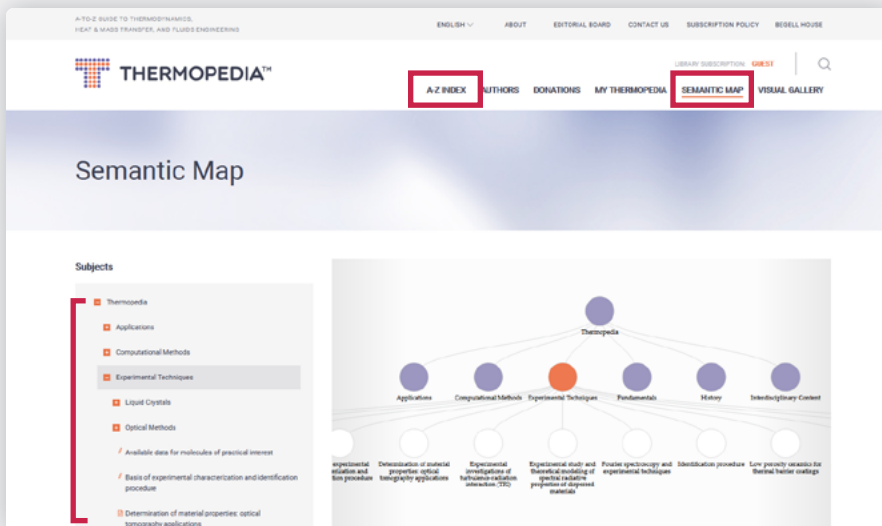 A-TO-Z GUIDE TO THERMODYNAMICS,
HEAT & MASS TRANSFER, AND FLUIDS ENGINEERING
ENGLISH ABOUT EDITORIAL BOARD CONTACT US SUBSCRIPTION POLICY BEGELL HOUSE
THERMOPEDIA™
LIBRARY SUBSCRIPTION: GUEST
A-Z INDEX AUTHORS DONATIONS MY THERMOPEDIA SEMANTIC MAP VISUAL GALLERY
Semantic Map
Subjects
Thermopedia
Applications
Computational Methods
Experimental Techniques
Liquid Crystals
Optical Methods
Available data for molecules of practical interest
Basis of experimental characterization and identification
procedure
Determination of material properties: optical
tomography applications
Thermopedia
Applications
Computational Methods
Experimental Techniques
Fundamentals
History
Interdisciplinary Content
experimental
and
procedure
Determination of material
properties: optical
tomography applications
Experimental
investigations of
turbulence-radiation
interaction (TRI)
Experimental study and
theoretical modeling of
spectral radiative
properties of dispersed
materials
Fourier spectroscopy and
experimental techniques
Identification procedure
Low porosity ceramics for
thermal barrier coatings